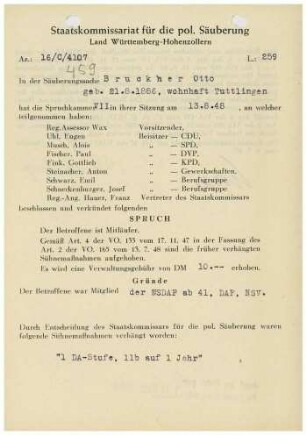 Staatskommissariat für die pol. Säuberung
Land Württemberg-Hohenzollern
Az.: 16/C/4107
L.: 259
459
In der Säuberungssache Bruckher Otto
geb. 21.8.1886, wohnhaft Tuttlingen
hat die Spruchkammer VII in ihrer Sitzung am 13.8.48, an welcher
teilgenommen haben:
Reg.Assessor Wax Vorsitzender,
Uhl, Eugen Beisitzer — CDU,
Musch, Alois „ — SPD,
Fischer, Paul „ — DVP,
Fink, Gottlieb „ — KPD,
Steinacher, Anton „ — Gewerkschaften,
Schwarz, Emil „ — Berufsgruppe
Schneckenburger, Josef „ — Berufsgruppe
Reg.-Ang. Hauer, Franz Vertreter des Staatskommissars
beschlossen und verkündet folgenden
SPRUCH
Der Betroffene ist Mitläufer.
Gemäß Art. 4 der VO. 133 vom 17. 11. 47 in der Fassung des
Art. 2 der VO. 165 vom 13. 7. 48 sind die früher verhängten
Sühnemaßnahmen aufgehoben.
Es wird eine Verwaltungsgebühr von DM 10.-- erhoben.
Gründe
Der Betroffene war Mitglied der NSDAP ab 41, DAF, NSV.
Durch Entscheidung des Staatskommissars für die pol. Säuberung waren
folgende Sühnemaßnahmen verhängt worden:
"1 DA-Stufe, 11b auf 1 Jahr"